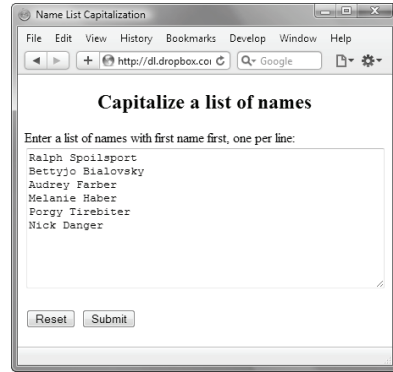 Name List Capitalization
File Edit View History Bookmarks Develop Window Help
http://dl.dropbox.coi Google
Capitalize a list of names
Enter a list of names with first name first, one per line:
Ralph Spoilsport
Bettyjo Bialovsky
Audrey Farber
Melanie Haber
Porgy Tirebiter
Nick Danger
Reset Submit